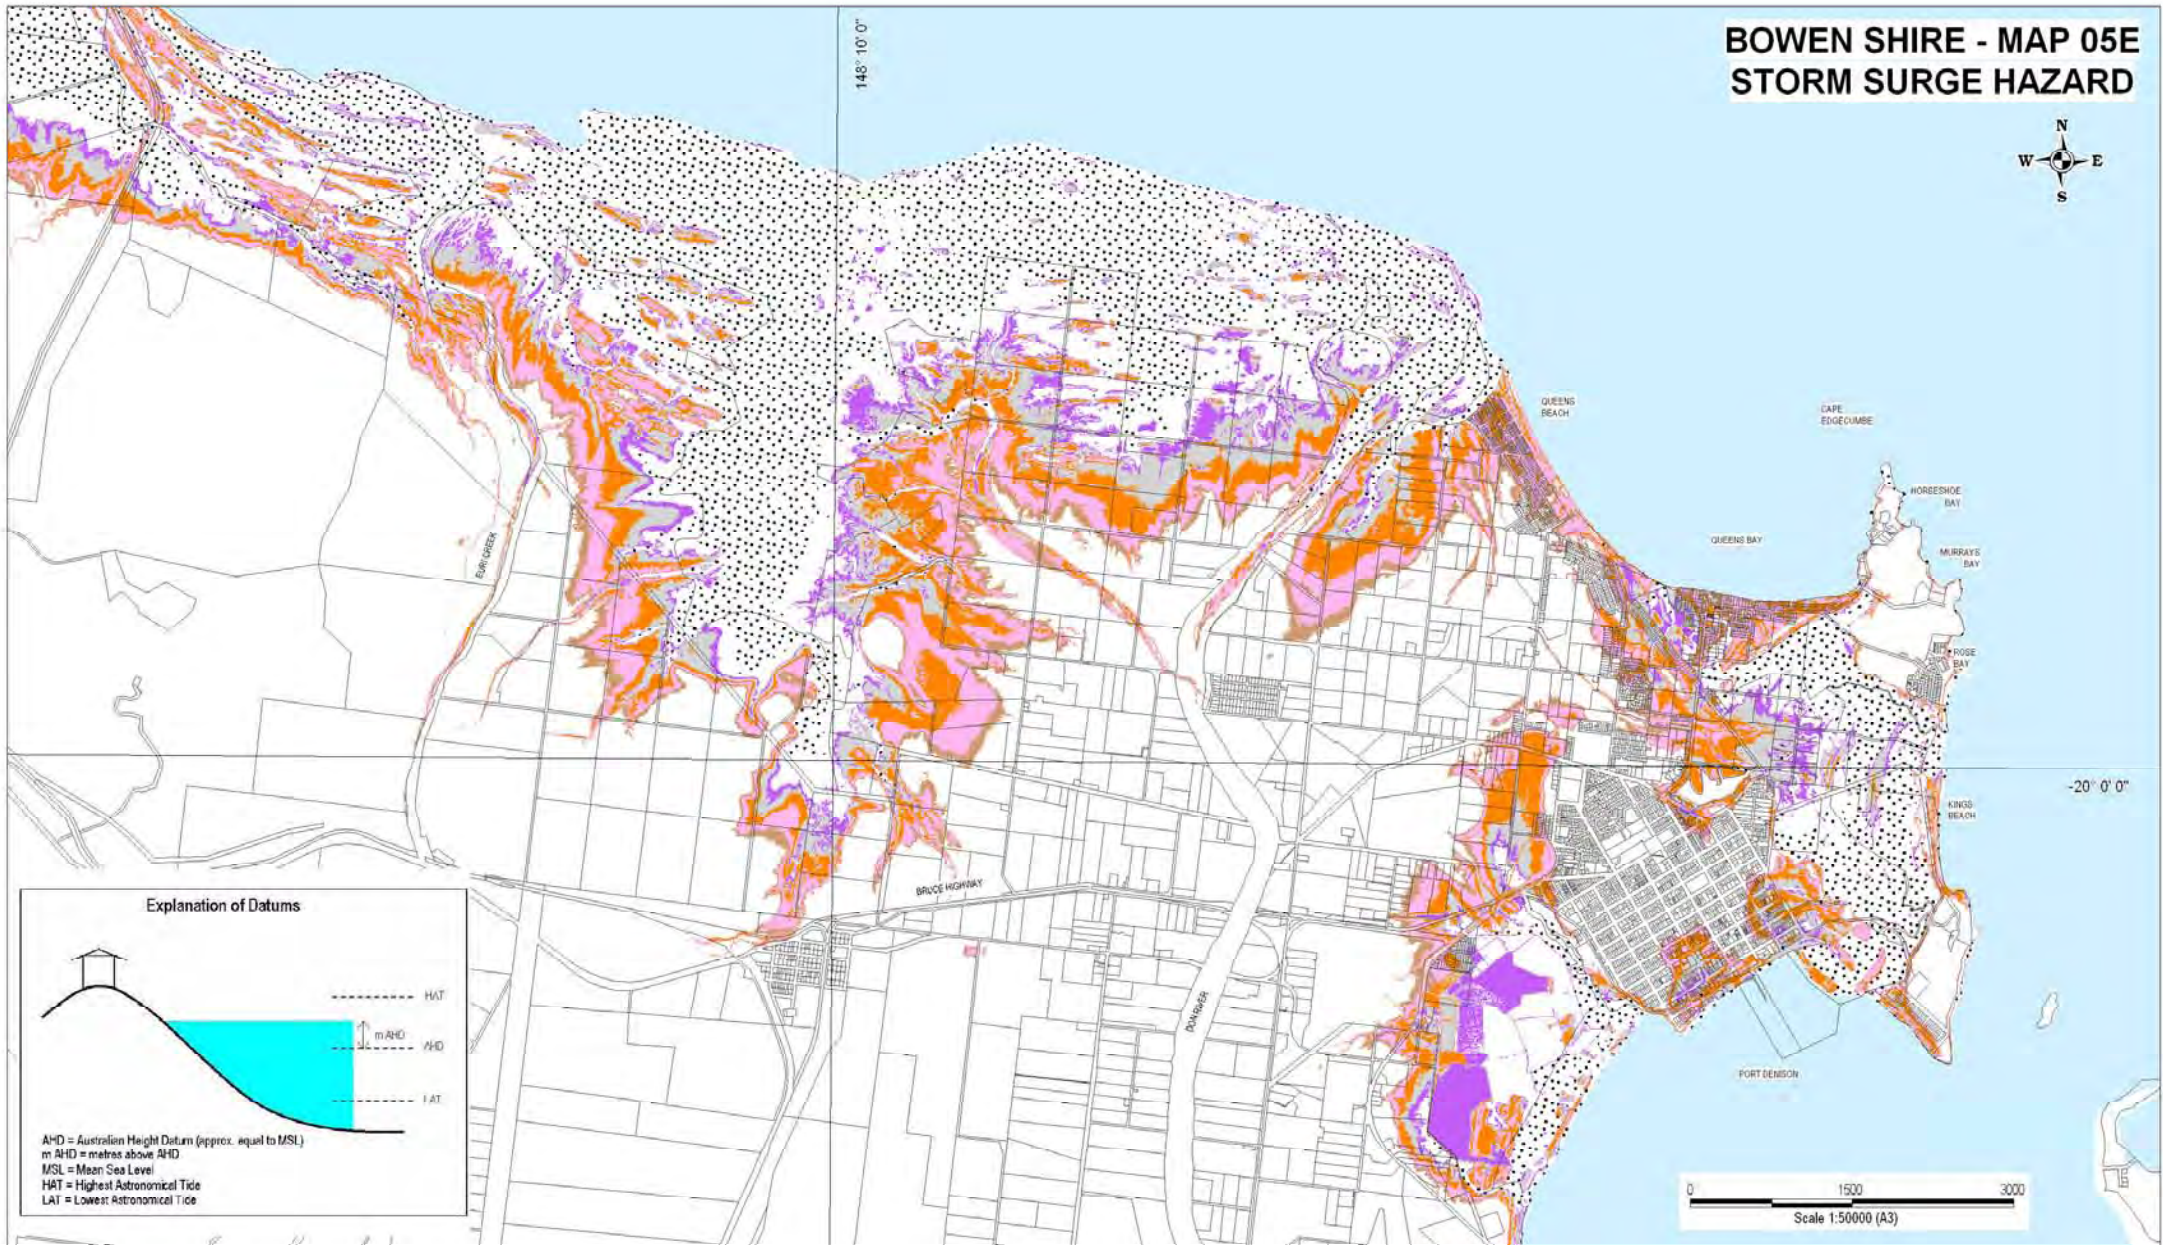 BOWEN SHIRE - MAP 05E
STORM SURGE HAZARD
148° 10' 0"
N
W E
S
QUEENS
BEACH
CAPE
EDGECUMBE
HORSESHOE
BAY
QUEENS BAY
MURRAYS
BAY
EURI CREEK
ROSE
BAY
-20° 0' 0"
KINGS
BEACH
BRUCE HIGHWAY
DON RIVER
PORT DENISON
Explanation of Datums
HAT
m AHD
AHD
LAT
AHD = Australian Height Datum (approx. equal to MSL)
m AHD = metres above AHD
MSL = Mean Sea Level
HAT = Highest Astronomical Tide
LAT = Lowest Astronomical Tide
0 1500 3000
Scale 1:50000 (A3)